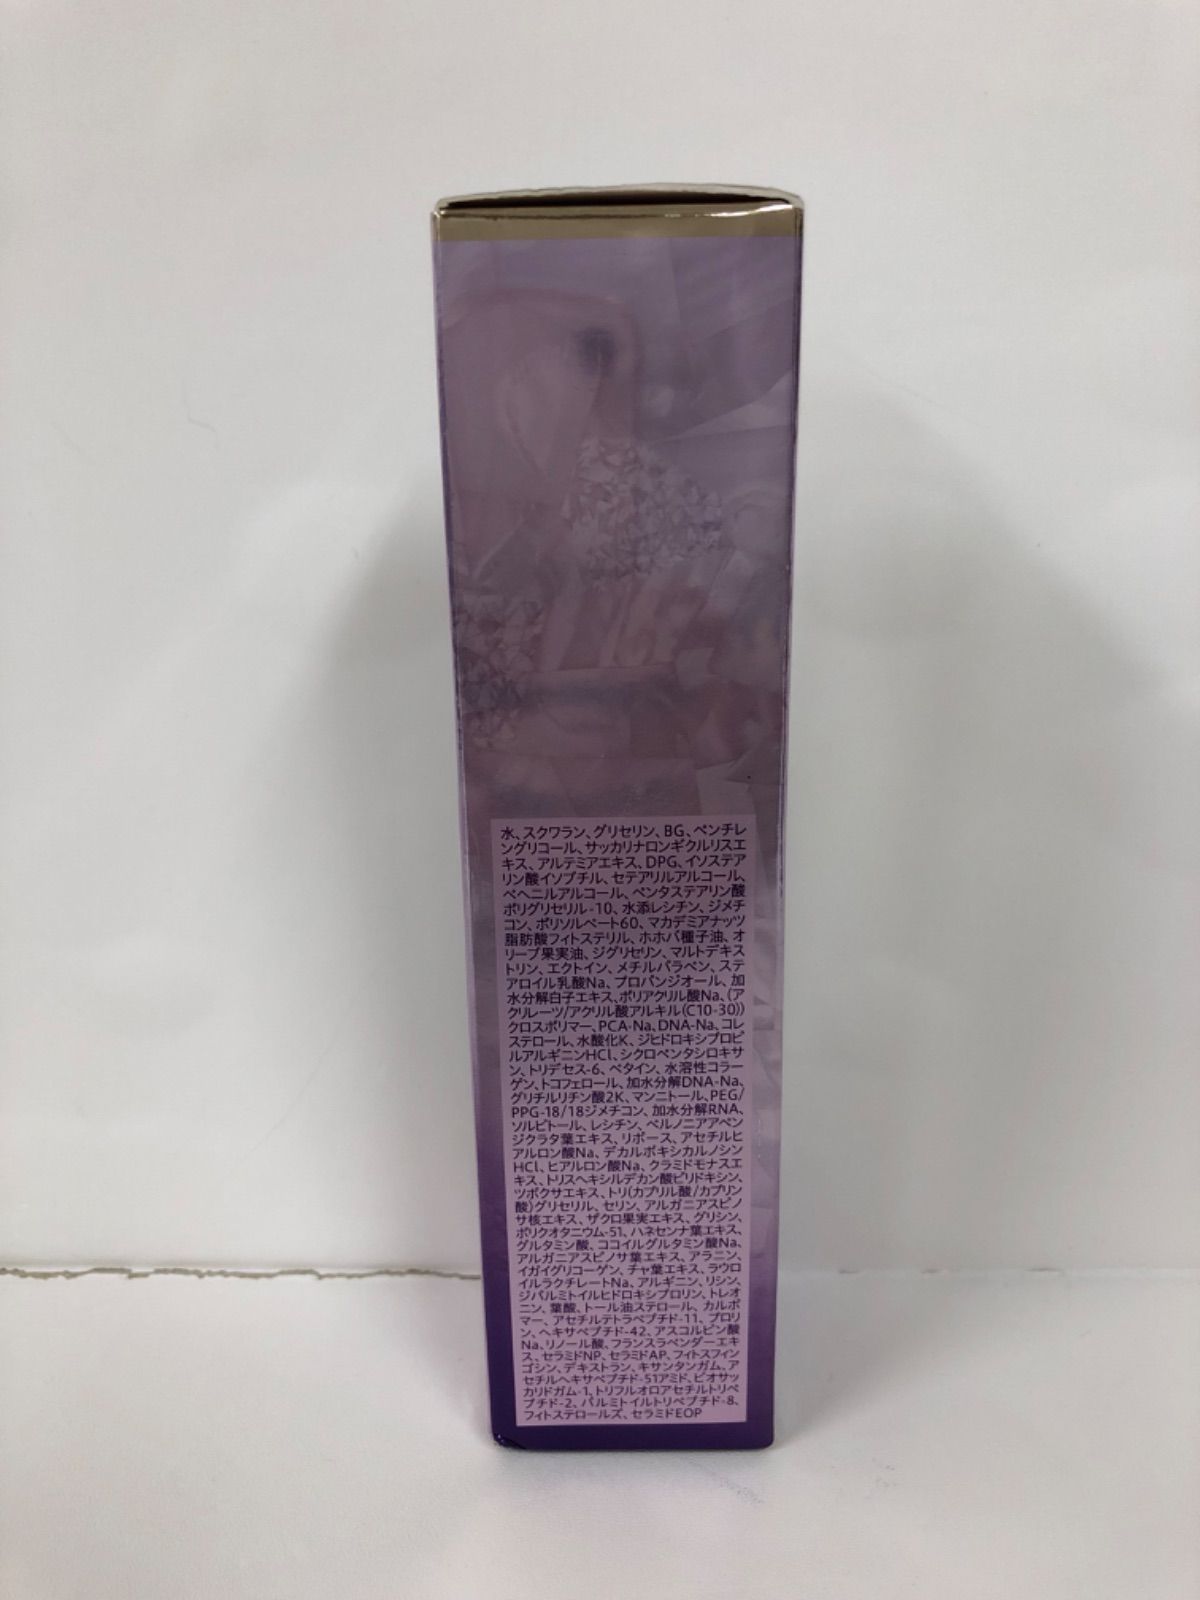 水、スクワラン、グリセリン、BG、ペンチレ
ングリコール、サッカリナロンギクルリスエ
キス、アルテミアエキス、DPG、イソステア
リン酸イソブチル、セテアリルアルコール、
ベヘニルアルコール、ペンタステアリン酸
ポリグリセリル-10、水添レシチン、ジメチ
コン、ポリソルベート60、マカデミアナッツ
脂肪酸フィトステリル、ホホバ種子油、オ
リーブ果実油、ジグリセリン、マルトデキス
トリン、エクトイン、メチルパラベン、ステ
アロイル乳酸Na、プロパンジオール、加
水分解白子エキス、ポリアクリル酸Na、(ア
クリレーツ/アクリル酸アルキル(C10-30))
クロスポリマー、PCA-Na、DNA-Na、コレ
ステロール、水酸化K、ジヒドロキシプロピ
ルアルギニンHCl、シクロペンタシロキサ
ン、トリデセス-6、ベタイン、水溶性コラー
ゲン、トコフェロール、加水分解DNA-Na、
グリチルリチン酸2K、マンニトール、PEG/
PPG-18/18ジメチコン、加水分解RNA、
ソルビトール、レシチン、ベルノニアアペン
ジクラタ葉エキス、リボース、アセチルヒ
アルロン酸Na、デカルボキシカルノシン
HCl、ヒアルロン酸Na、クラミドモナスエ
キス、トリスヘキシルデカン酸ピリドキシン、
ツボクサエキス、トリ(カプリル酸/カプリン
酸)グリセリル、セリン、アルガニアスピノ
サ核エキス、ザクロ果実エキス、グリシン、
ポリクオタニウム-51、ハネセンナ葉エキス、
グルタミン酸、ココイルグルタミン酸Na、
アルガニアスピノサ葉エキス、アラニン、
イガイグリコーゲン、チャ葉エキス、ラウロ
イルラクチレートNa、アルギニン、リシン、
ジパルミトイルヒドロキシプロリン、トレオ
ニン、葉酸、トール油ステロール、カルボ
マー、アセチルテトラペプチド-11、プロリ
ン、ヘキサペプチド-42、アスコルビン酸
Na、リノール酸、フランスラベンダーエキ
ス、セラミドNP、セラミドAP、フィトスフィン
ゴシン、デキストラン、キサンタンガム、ア
セチルヘキサペプチド-51アミド、ビオサッ
カリドガム-1、トリフルオロアセチルトリペ
プチド-2、パルミトイルトリペプチド-8、
フィトステロールズ、セラミドEOP